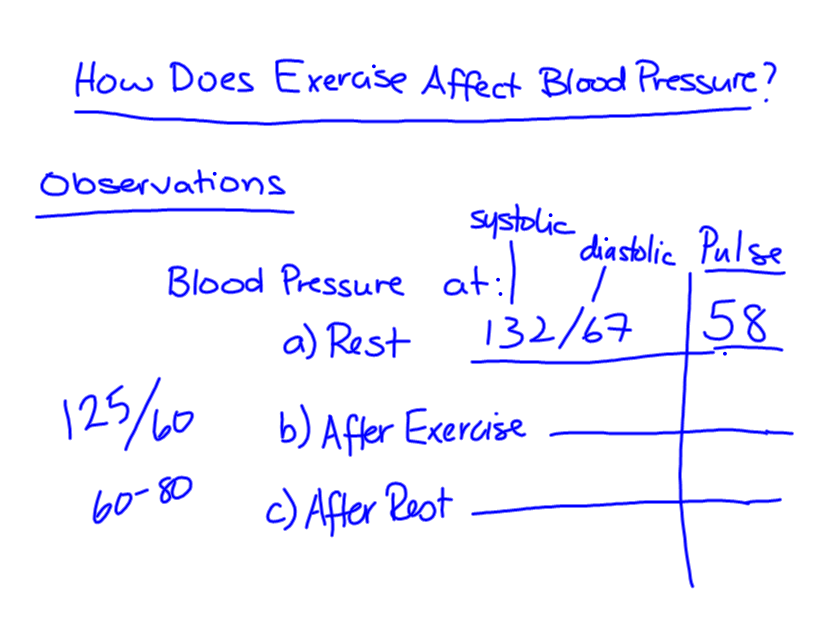 How Does Exercise Affect Blood Pressure?
Observations
systolic
diastolic
Pulse
Blood Pressure at:
a) Rest 132/67 58
125/60
b) After Exercise
60-80
c) After Rest